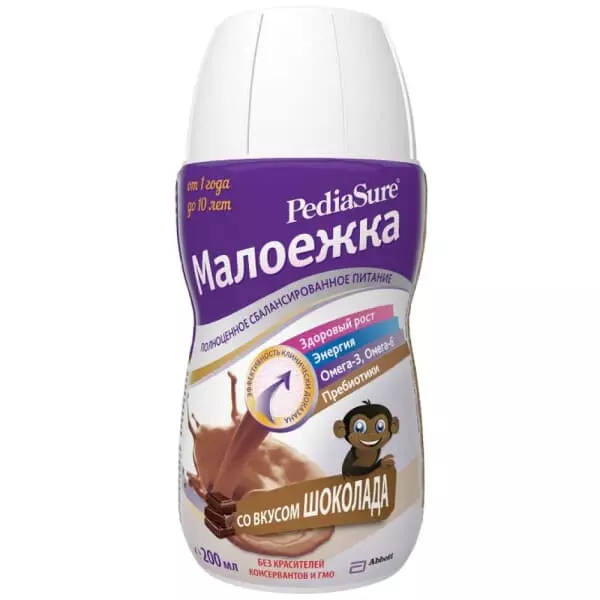 от 1 года
до 10 лет
PediaSure®
Малоежка
ПОЛНОЦЕННОЕ СБАЛАНСИРОВАННОЕ ПИТАНИЕ
Здоровый рост
Энергия
Омега-3, Омега-6
Пребиотики
ЭФФЕКТИВНОСТЬ КЛИНИЧЕСКИ ДОКАЗАНА
СО ВКУСОМ ШОКОЛАДА
200 МЛ
БЕЗ КРАСИТЕЛЕЙ
КОНСЕРВАНТОВ И ГМО
Abbott